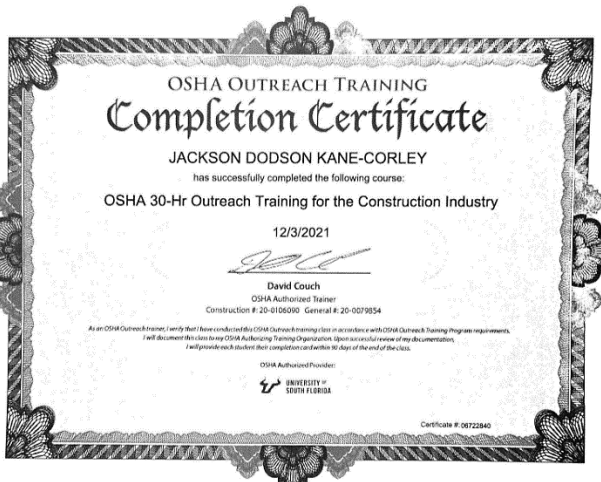 OSHA OUTREACH TRAINING
Completion Certificate
JACKSON DODSON KANE-CORLEY
has successfully completed the following course:
OSHA 30-Hr Outreach Training for the Construction Industry
12/3/2021
David Couch
OSHA Authorized Trainer
Construction #: 20-0106090 General #: 20-0079854
As an OSHA Outreach trainer, I verify that I have conducted this OSHA Outreach training class in accordance with OSHA Outreach Training Program requirements.
I will document this class to my OSHA Authorizing Training Organization. Upon successful review of my documentation,
I will provide each student their completion card within 90 days of the end of the class.
OSHA Authorized Provider:
UNIVERSITY of
SOUTH FLORIDA
Certificate #: 06722840